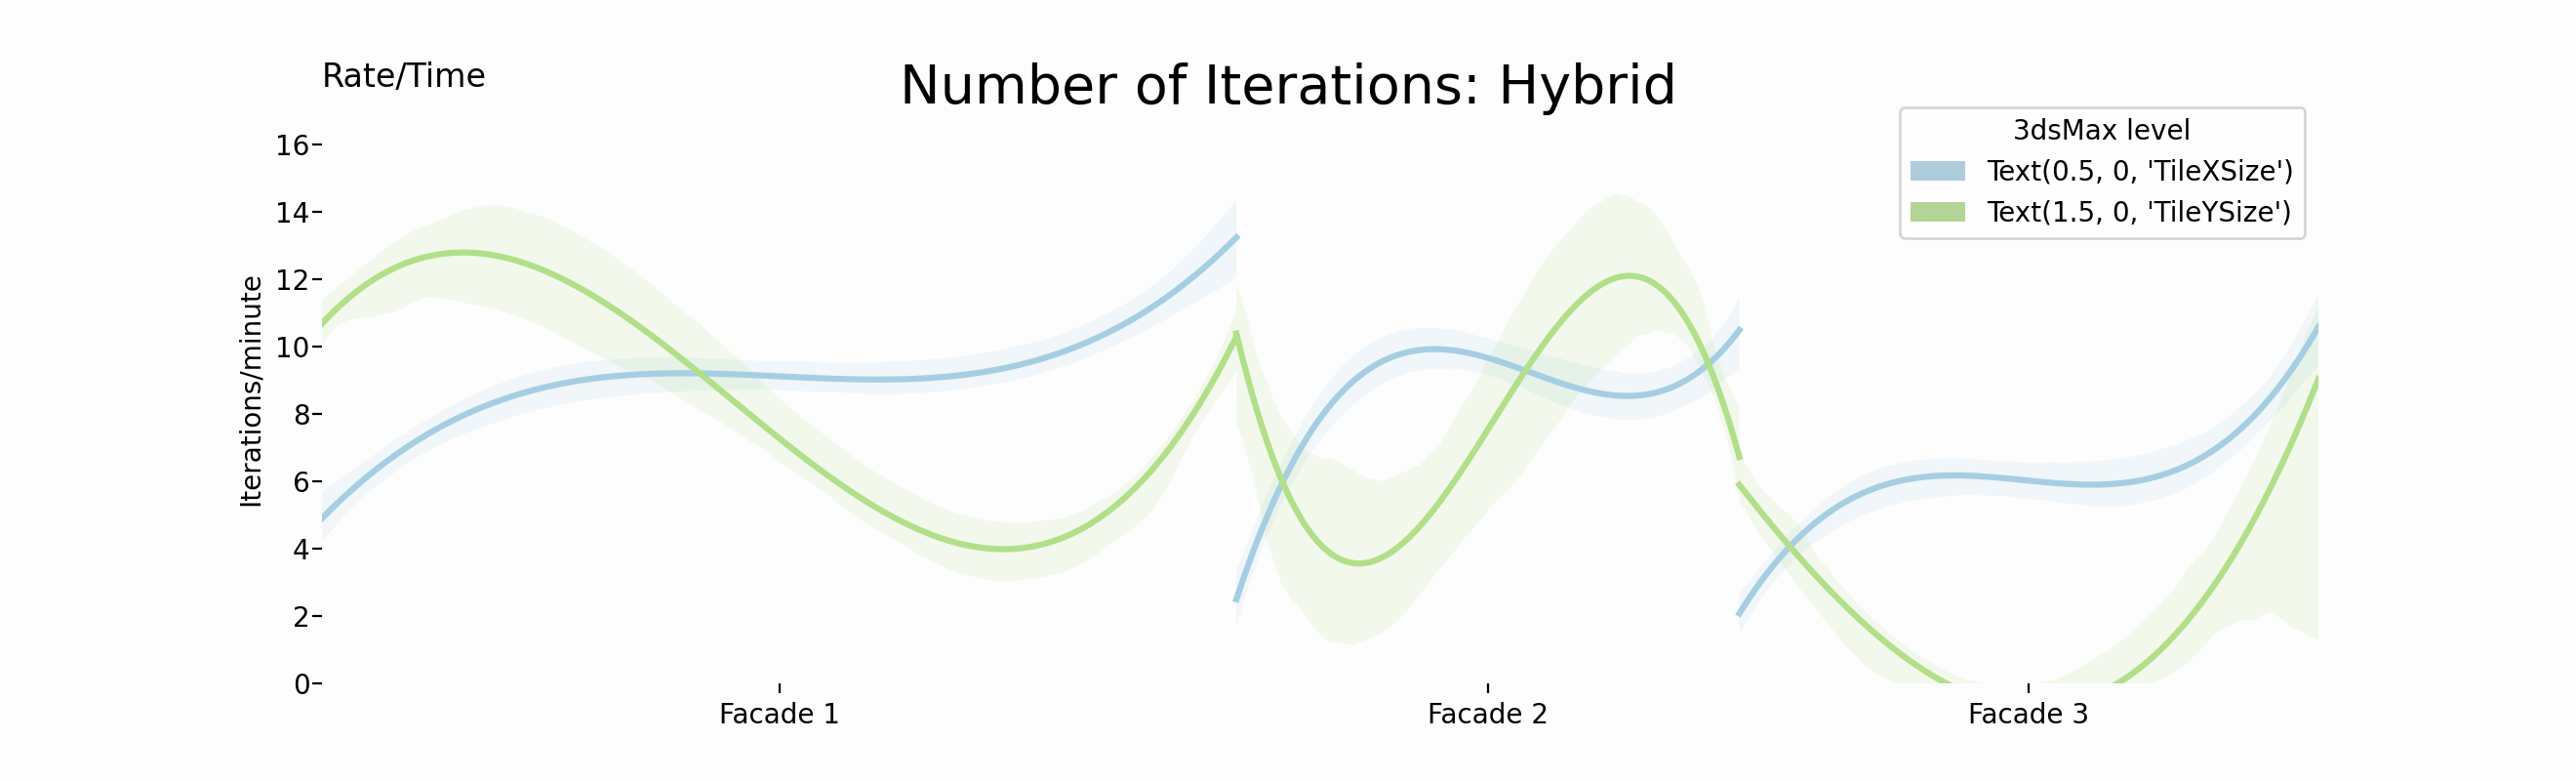 Rate/Time
Number of Iterations: Hybrid
3dsMax level
Text(0.5, 0, 'TileXSize')
Text(1.5, 0, 'TileYSize')
Iterations/minute
16
14
12
10
8
6
4
2
0
Facade 1
Facade 2
Facade 3